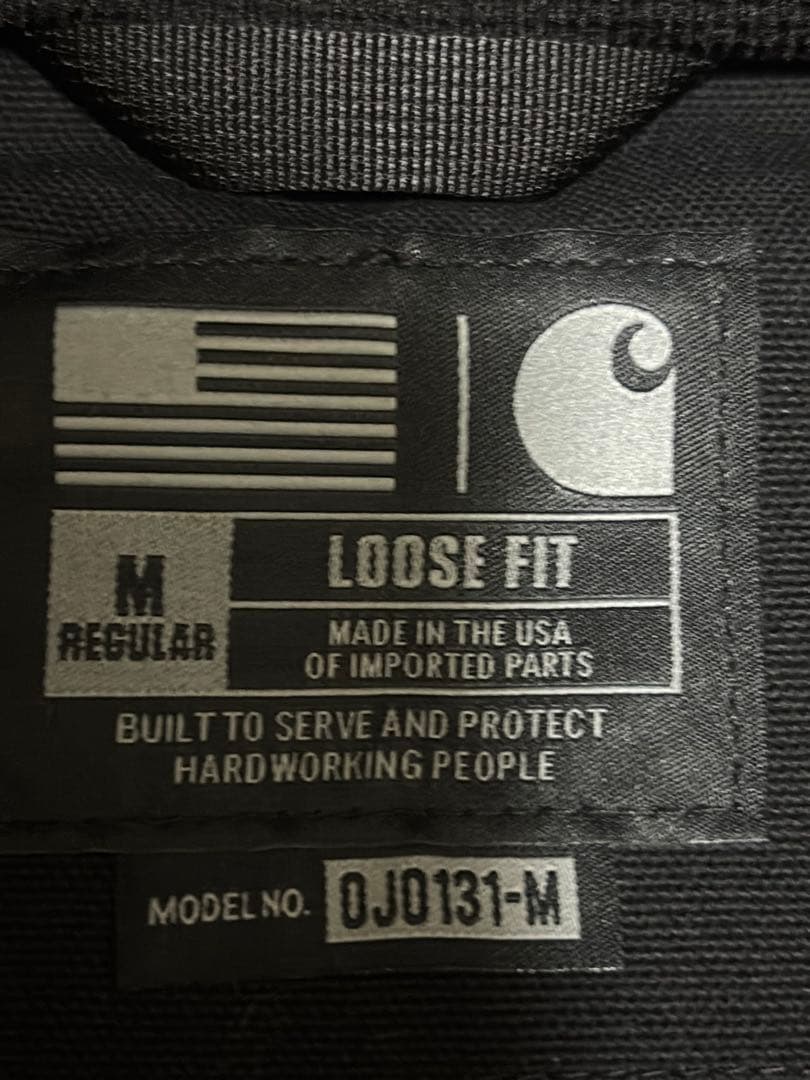 M
REGULAR
LOOSE FIT
MADE IN THE USA
OF IMPORTED PARTS
BUILT TO SERVE AND PROTECT
HARDWORKING PEOPLE
MODEL NO. OJ0131-M